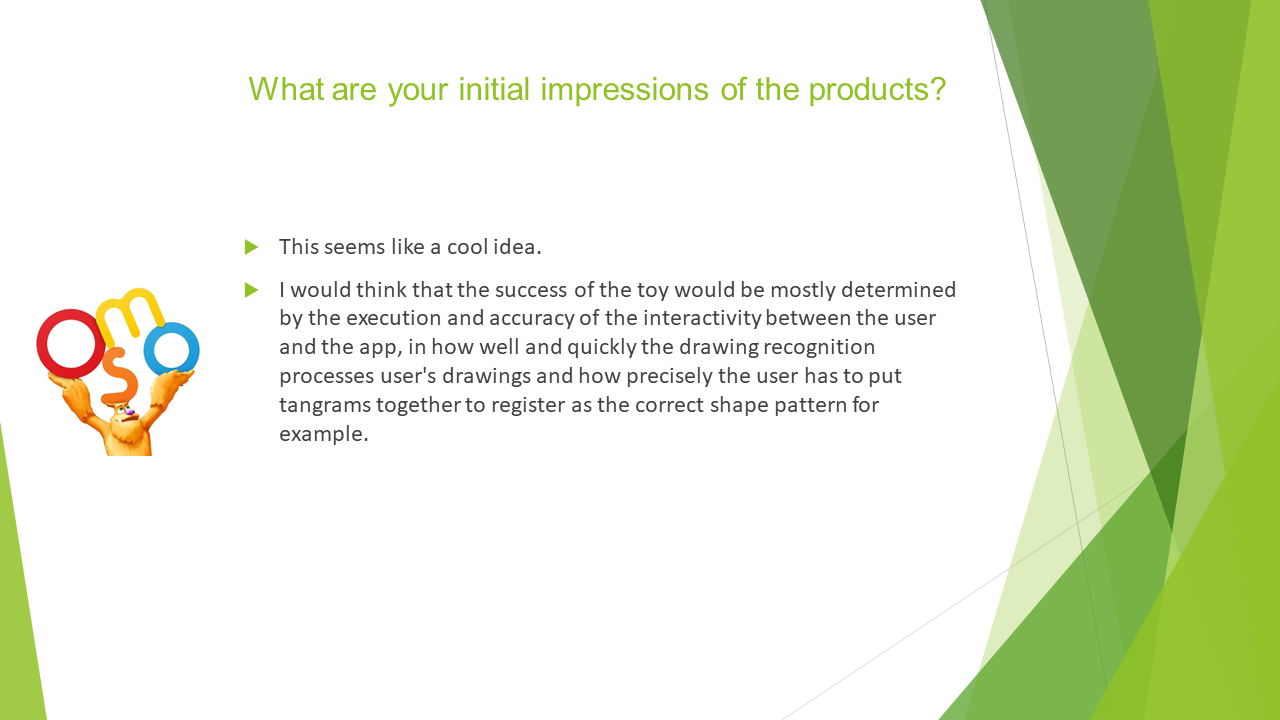 What are your initial impressions of the products?
This seems like a cool idea.
I would think that the success of the toy would be mostly determined
by the execution and accuracy of the interactivity between the user
and the app, in how well and quickly the drawing recognition
processes user's drawings and how precisely the user has to put
tangrams together to register as the correct shape pattern for
example.
Osmo